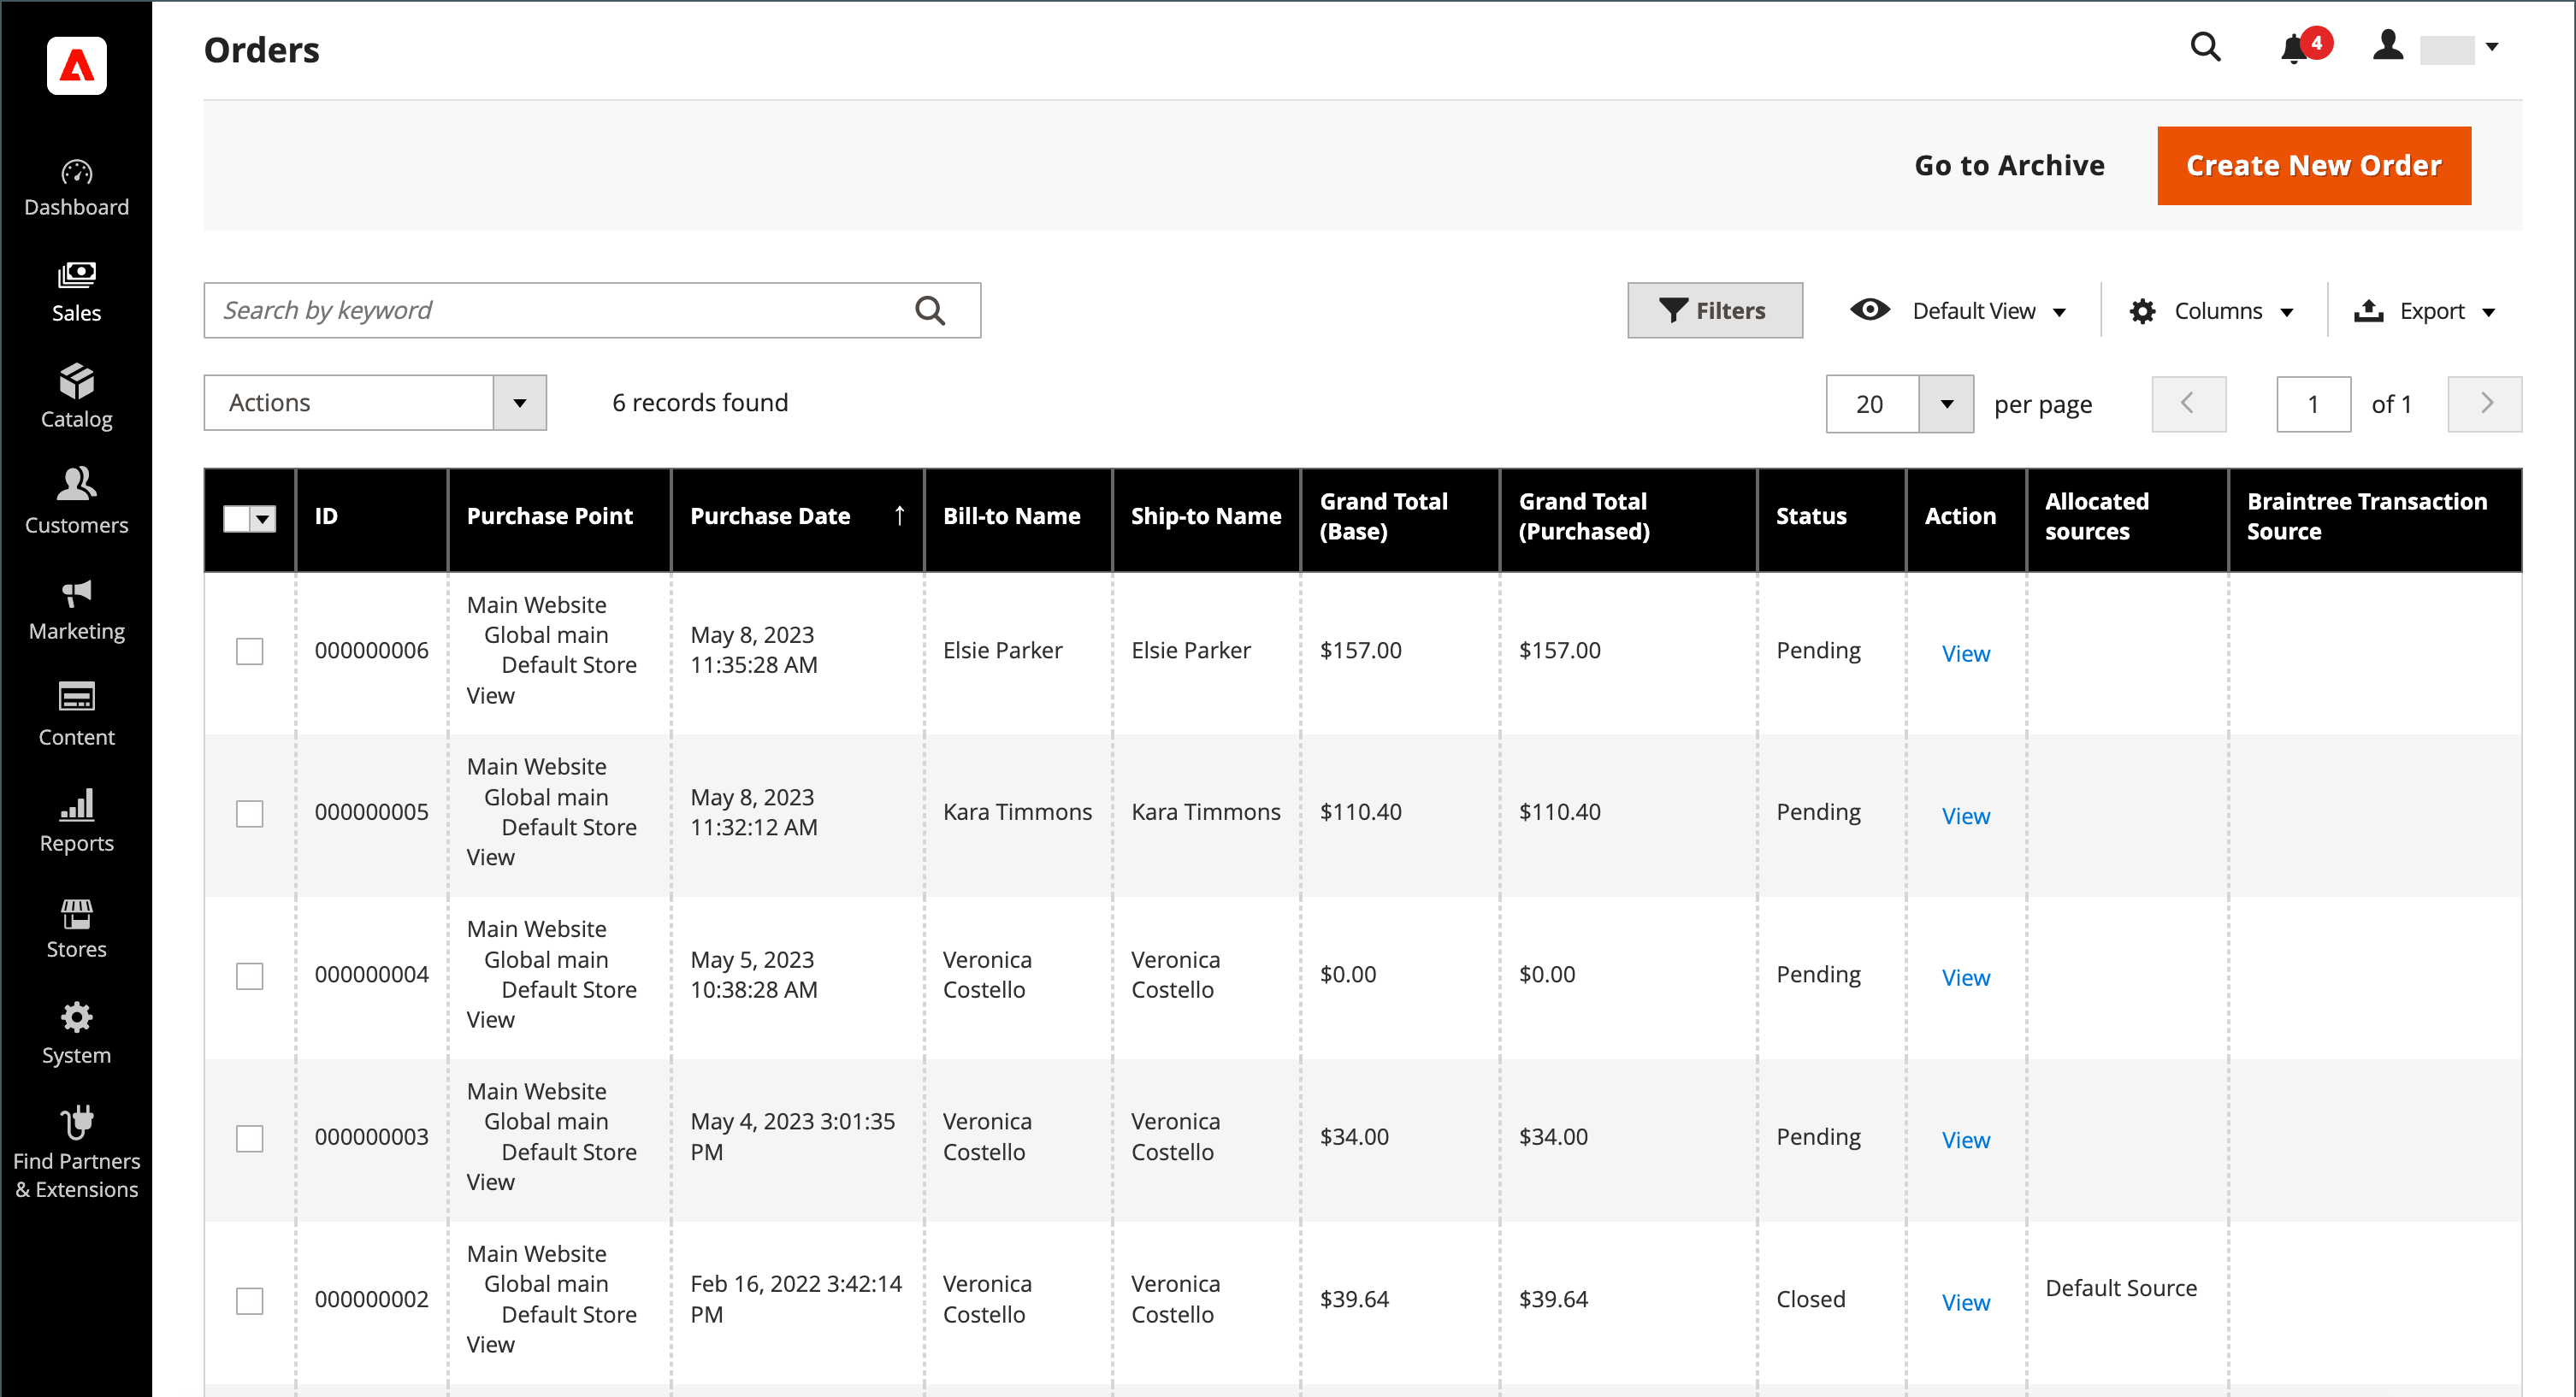 Orders
4
Dashboard
Sales
Catalog
Customers
Marketing
Content
Reports
Stores
System
Find Partners
& Extensions
Go to Archive
Create New Order
Search by keyword
Filters
Default View
Columns
Export
Actions
6 records found
20
per page
1
of 1
ID
Purchase Point
Purchase Date ↑
Bill-to Name
Ship-to Name
Grand Total
(Base)
Grand Total
(Purchased)
Status
Action
Allocated
sources
Braintree Transaction
Source
000000006
Main Website
Global main
Default Store
View
May 8, 2023
11:35:28 AM
Elsie Parker
Elsie Parker
$157.00
$157.00
Pending
View
000000005
Main Website
Global main
Default Store
View
May 8, 2023
11:32:12 AM
Kara Timmons
Kara Timmons
$110.40
$110.40
Pending
View
000000004
Main Website
Global main
Default Store
View
May 5, 2023
10:38:28 AM
Veronica
Costello
Veronica
Costello
$0.00
$0.00
Pending
View
000000003
Main Website
Global main
Default Store
View
May 4, 2023 3:01:35
PM
Veronica
Costello
Veronica
Costello
$34.00
$34.00
Pending
View
000000002
Main Website
Global main
Default Store
View
Feb 16, 2022 3:42:14
PM
Veronica
Costello
Veronica
Costello
$39.64
$39.64
Closed
View
Default Source